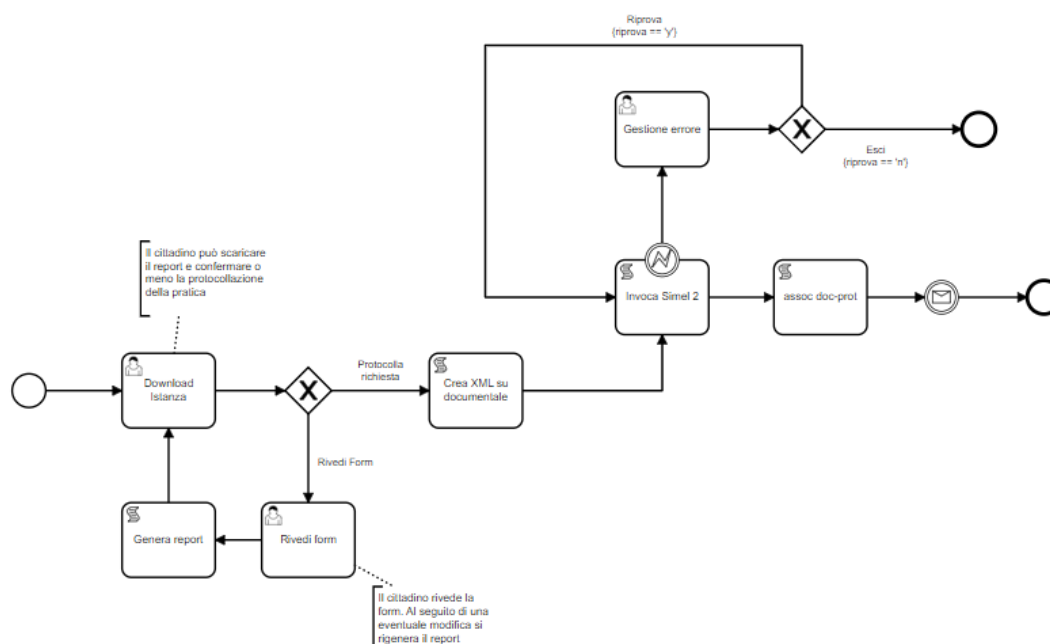 Riprova
{riprova == 'y'}
Gestione errore
Esci
{riprova == 'n'}
Il cittadino può scaricare
il report e confermare o
meno la protocollazione
della pratica
Invoca Simel 2
assoc doc-prot
Download
Istanza
Protocolla
richiesta
Crea XML su
documentale
Rivedi Form
Genera report
Rivedi form
Il cittadino rivede la
form. Al seguito di una
eventuale modifica si
rigenera il report